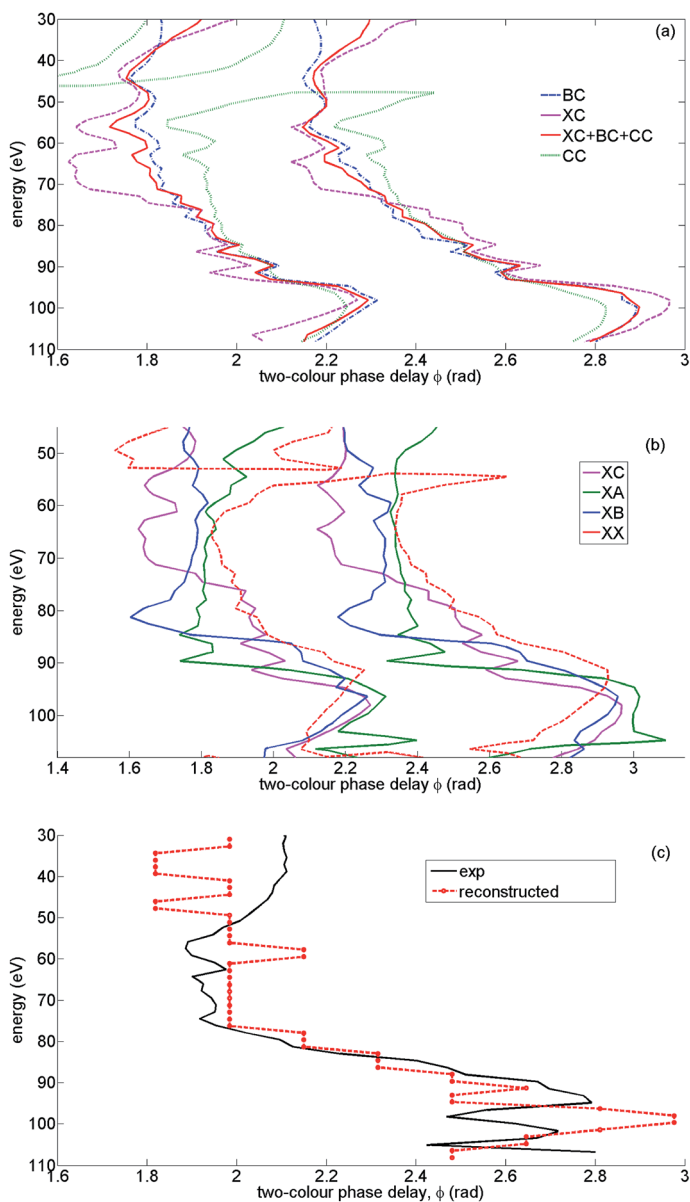 30
40
50
60
70
80
90
100
110
energy (eV)
(a)
BC
XC
XC+BC+CC
CC
1.6 1.8 2 2.2 2.4 2.6 2.8 3
two-colour phase delay ϕ (rad)
50
60
70
80
90
100
energy (eV)
(b)
XC
XA
XB
XX
1.4 1.6 1.8 2 2.2 2.4 2.6 2.8 3
two-colour phase delay ϕ (rad)
30
40
50
60
70
80
90
100
110
energy (eV)
(c)
exp
reconstructed
1.6 1.8 2 2.2 2.4 2.6 2.8 3
two-colour phase delay, ϕ (rad)